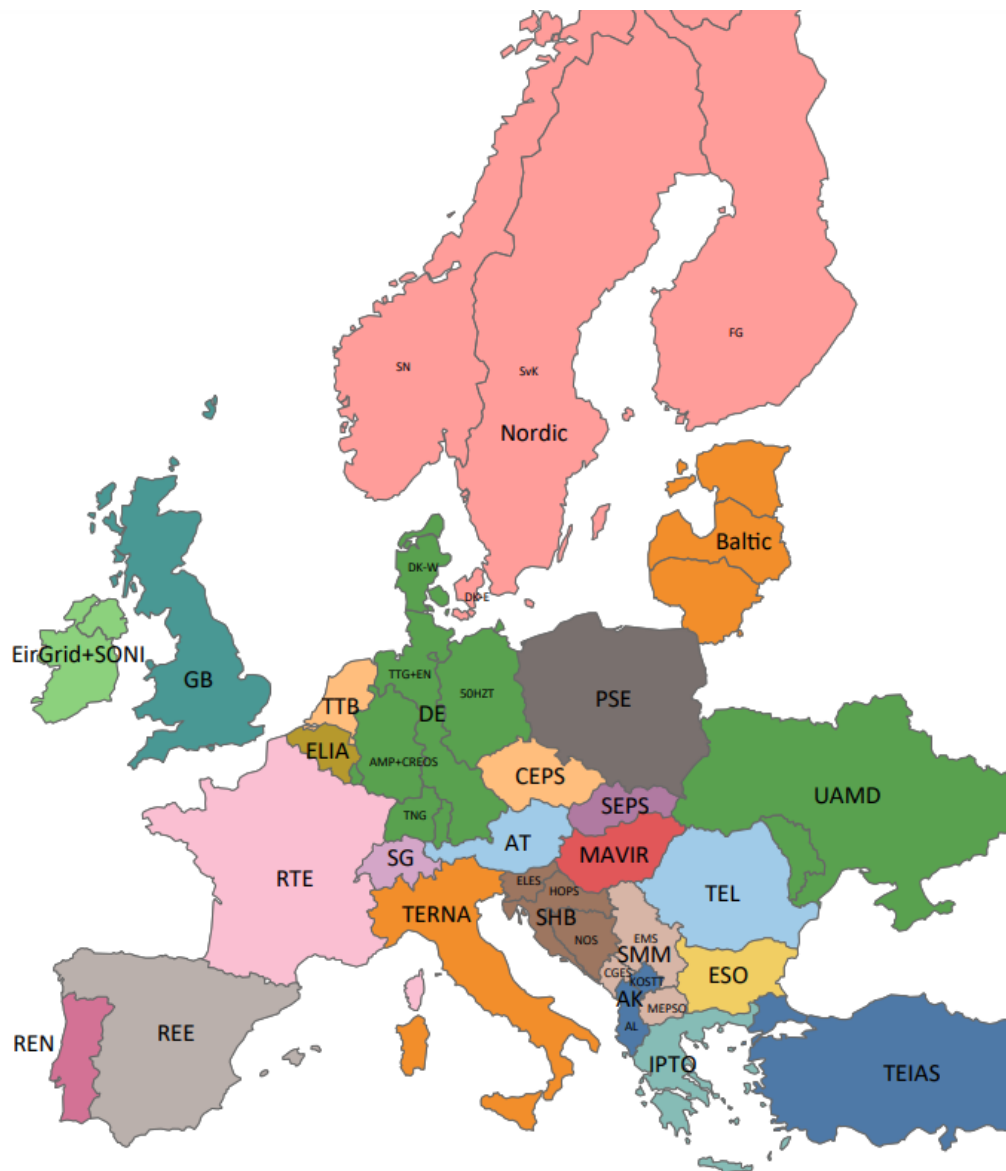 FG
SN
SvK
Nordic
Baltic
DK-W
DK-E
EirGrid+SONI
GB
TTG+EN
50HZT
PSE
TTB
DE
ELIA
AMP+CREOS
CEPS
UAMD
SEPS
TNG
AT
MAVIR
SG
RTE
ELES
HOPS
TEL
TERNA
SHB
NOS
EMS
SMM
CGES
KOSTT
ESO
AK
MEPSO
AL
REN
REE
IPTO
TEIAS